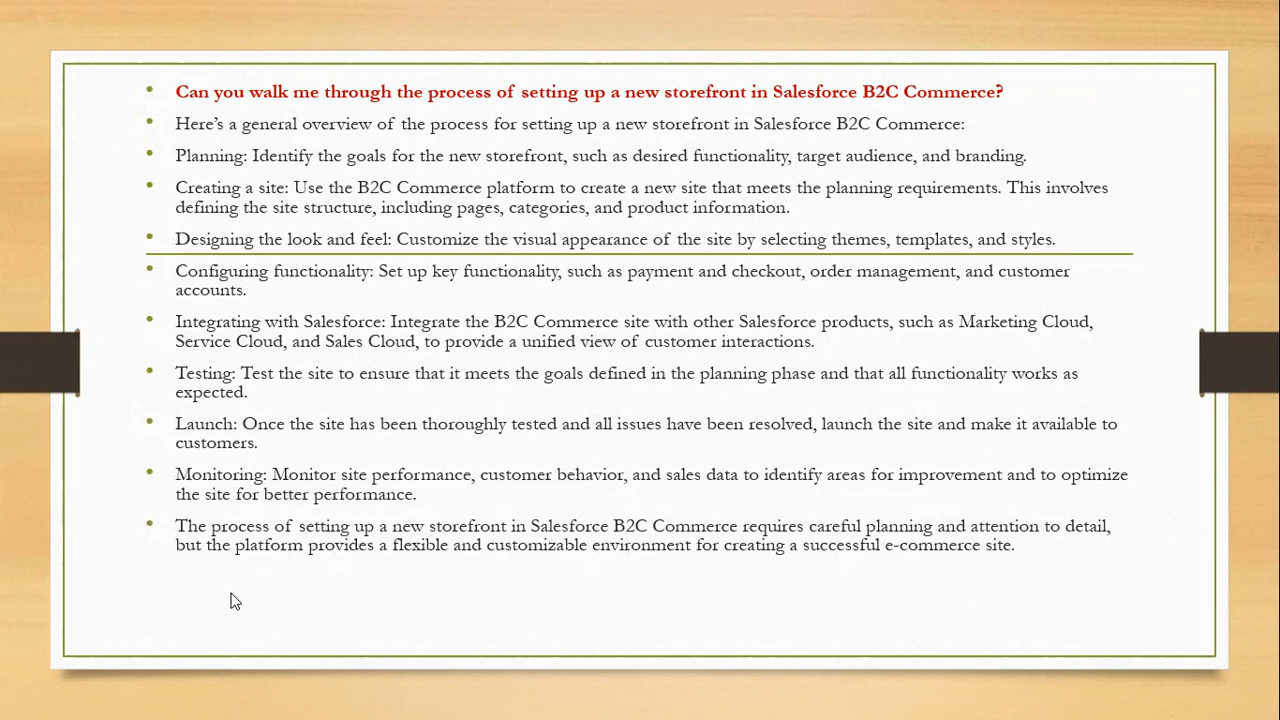 • Can you walk me through the process of setting up a new storefront in Salesforce B2C Commerce?
• Here’s a general overview of the process for setting up a new storefront in Salesforce B2C Commerce:
• Planning: Identify the goals for the new storefront, such as desired functionality, target audience, and branding.
• Creating a site: Use the B2C Commerce platform to create a new site that meets the planning requirements. This involves
defining the site structure, including pages, categories, and product information.
• Designing the look and feel: Customize the visual appearance of the site by selecting themes, templates, and styles.
• Configuring functionality: Set up key functionality, such as payment and checkout, order management, and customer
accounts.
• Integrating with Salesforce: Integrate the B2C Commerce site with other Salesforce products, such as Marketing Cloud,
Service Cloud, and Sales Cloud, to provide a unified view of customer interactions.
• Testing: Test the site to ensure that it meets the goals defined in the planning phase and that all functionality works as
expected.
• Launch: Once the site has been thoroughly tested and all issues have been resolved, launch the site and make it available to
customers.
• Monitoring: Monitor site performance, customer behavior, and sales data to identify areas for improvement and to optimize
the site for better performance.
• The process of setting up a new storefront in Salesforce B2C Commerce requires careful planning and attention to detail,
but the platform provides a flexible and customizable environment for creating a successful e-commerce site.